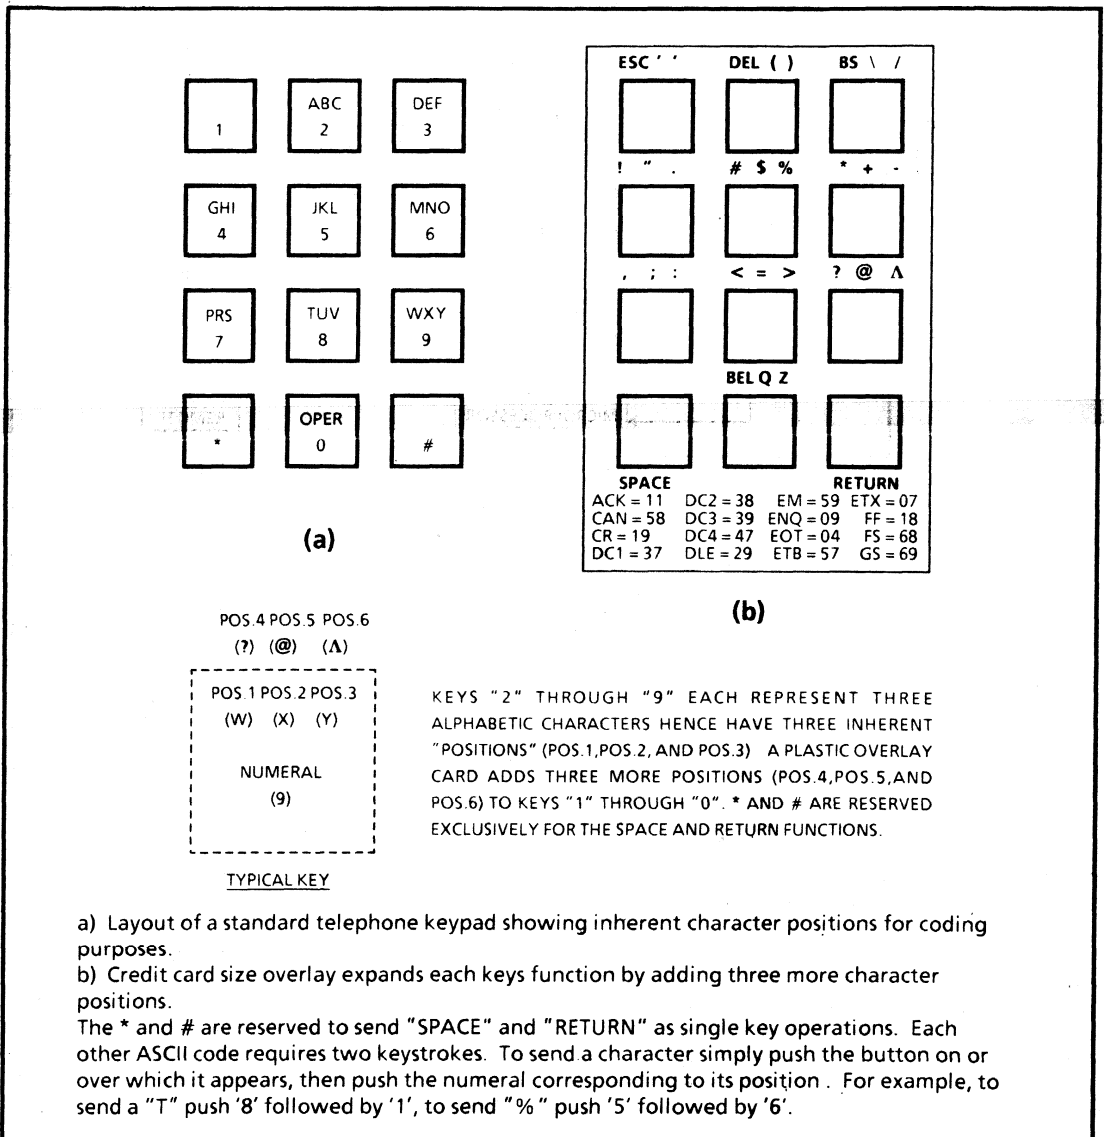 1
ABC
2
DEF
3
GHI
4
JKL
5
MNO
6
PRS
7
TUV
8
WXY
9
*
OPER
0
#
(a)
ESC ' ' DEL ( ) BS \ /
! " . # $ % * + -
, ; : < = > ? @ Λ
BEL Q Z
SPACE RETURN
ACK = 11 DC2 = 38 EM = 59 ETX = 07
CAN = 58 DC3 = 39 ENQ = 09 FF = 18
CR = 19 DC4 = 47 EOT = 04 FS = 68
DC1 = 37 DLE = 29 ETB = 57 GS = 69
(b)
POS.4 POS.5 POS.6
(?) (@) (Λ)
POS.1 POS.2 POS.3
(W) (X) (Y)
NUMERAL
(9)
TYPICAL KEY
KEYS "2" THROUGH "9" EACH REPRESENT THREE
ALPHABETIC CHARACTERS HENCE HAVE THREE INHERENT
"POSITIONS" (POS.1,POS.2, AND POS.3) A PLASTIC OVERLAY
CARD ADDS THREE MORE POSITIONS (POS.4,POS.5,AND
POS.6) TO KEYS "1" THROUGH "0". * AND # ARE RESERVED
EXCLUSIVELY FOR THE SPACE AND RETURN FUNCTIONS.
a) Layout of a standard telephone keypad showing inherent character positions for coding
purposes.
b) Credit card size overlay expands each keys function by adding three more character
positions.
The * and # are reserved to send "SPACE" and "RETURN" as single key operations. Each
other ASCII code requires two keystrokes. To send a character simply push the button on or
over which it appears, then push the numeral corresponding to its position . For example, to
send a "T" push '8' followed by '1', to send "%" push '5' followed by '6'.